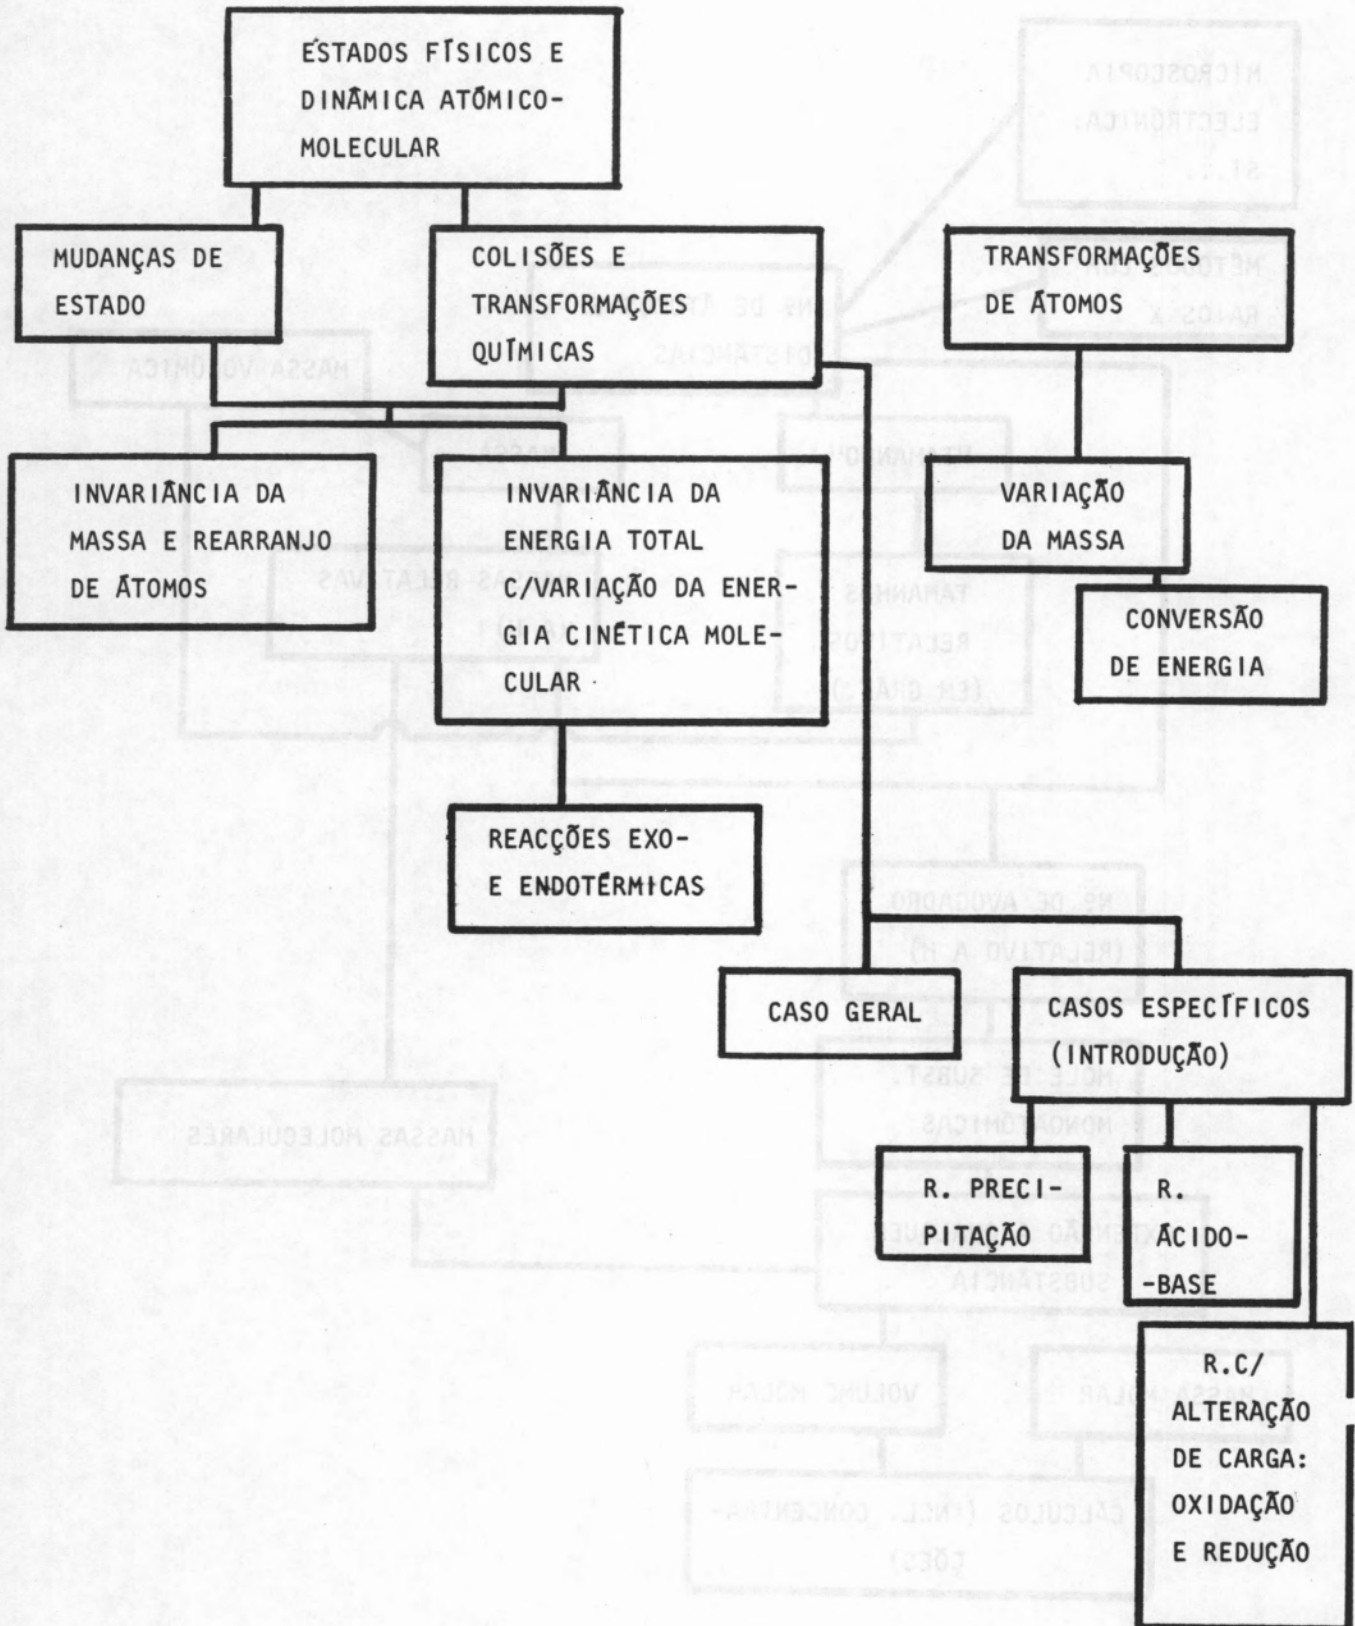 ESTADOS FÍSICOS E
DINÂMICA ATÓMICO-
MOLECULAR
MUDANÇAS DE
ESTADO
COLISÕES E
TRANSFORMAÇÕES
QUÍMICAS
TRANSFORMAÇÕES
DE ÁTOMOS
INVARIÂNCIA DA
MASSA E REARRANJO
DE ÁTOMOS
INVARIÂNCIA DA
ENERGIA TOTAL
C/VARIAÇÃO DA ENER-
GIA CINÉTICA MOLE-
CULAR
VARIAÇÃO
DA MASSA
CONVERSÃO
DE ENERGIA
REACÇÕES EXO-
E ENDOTÉRMICAS
CASO GERAL
CASOS ESPECÍFICOS
(INTRODUÇÃO)
R. PRECI-
PITAÇÃO
R.
ÁCIDO-
-BASE
R.C/
ALTERAÇÃO
DE CARGA:
OXIDAÇÃO
E REDUÇÃO